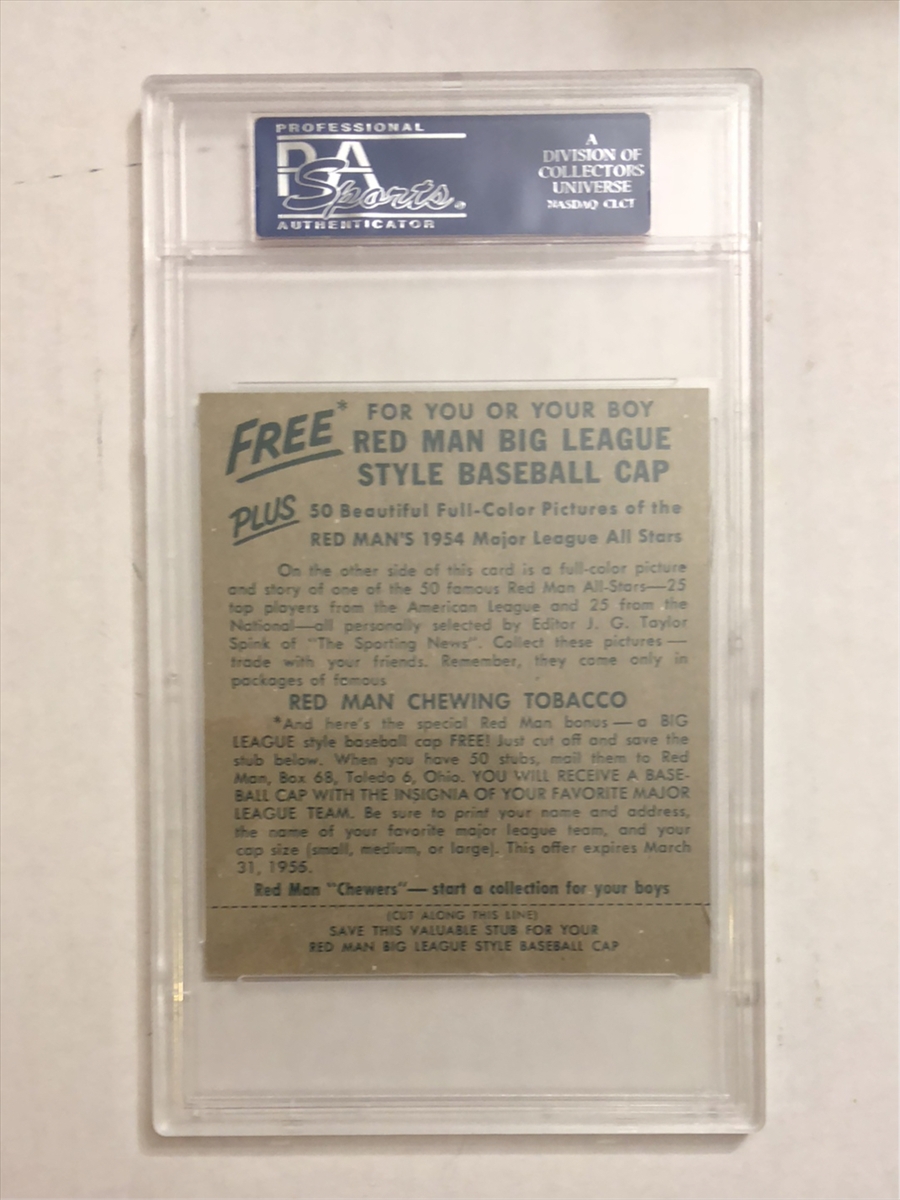 PROFESSIONAL
PSA
Sports.
AUTHENTICATOR
A
DIVISION OF
COLLECTORS
UNIVERSE
NASDAQ CLCT
FREE* FOR YOU OR YOUR BOY
RED MAN BIG LEAGUE
STYLE BASEBALL CAP
PLUS 50 Beautiful Full-Color Pictures of the
RED MAN'S 1954 Major League All Stars
On the other side of this card is a full-color picture
and story of one of the 50 famous Red Man All-Stars—25
top players from the American League and 25 from the
National—all personally selected by Editor J. G. Taylor
Spink of "The Sporting News". Collect these pictures —
trade with your friends. Remember, they come only in
packages of famous
RED MAN CHEWING TOBACCO
*And here's the special Red Man bonus — a BIG
LEAGUE style baseball cap FREE! Just cut off and save the
stub below. When you have 50 stubs, mail them to Red
Man, Box 68, Toledo 6, Ohio. YOU WILL RECEIVE A BASE-
BALL CAP WITH THE INSIGNIA OF YOUR FAVORITE MAJOR
LEAGUE TEAM. Be sure to print your name and address,
the name of your favorite major league team, and your
cap size (small, medium, or large). This offer expires March
31, 1955.
Red Man "Chewers" — start a collection for your boys
(CUT ALONG THIS LINE)
SAVE THIS VALUABLE STUB FOR YOUR
RED MAN BIG LEAGUE STYLE BASEBALL CAP